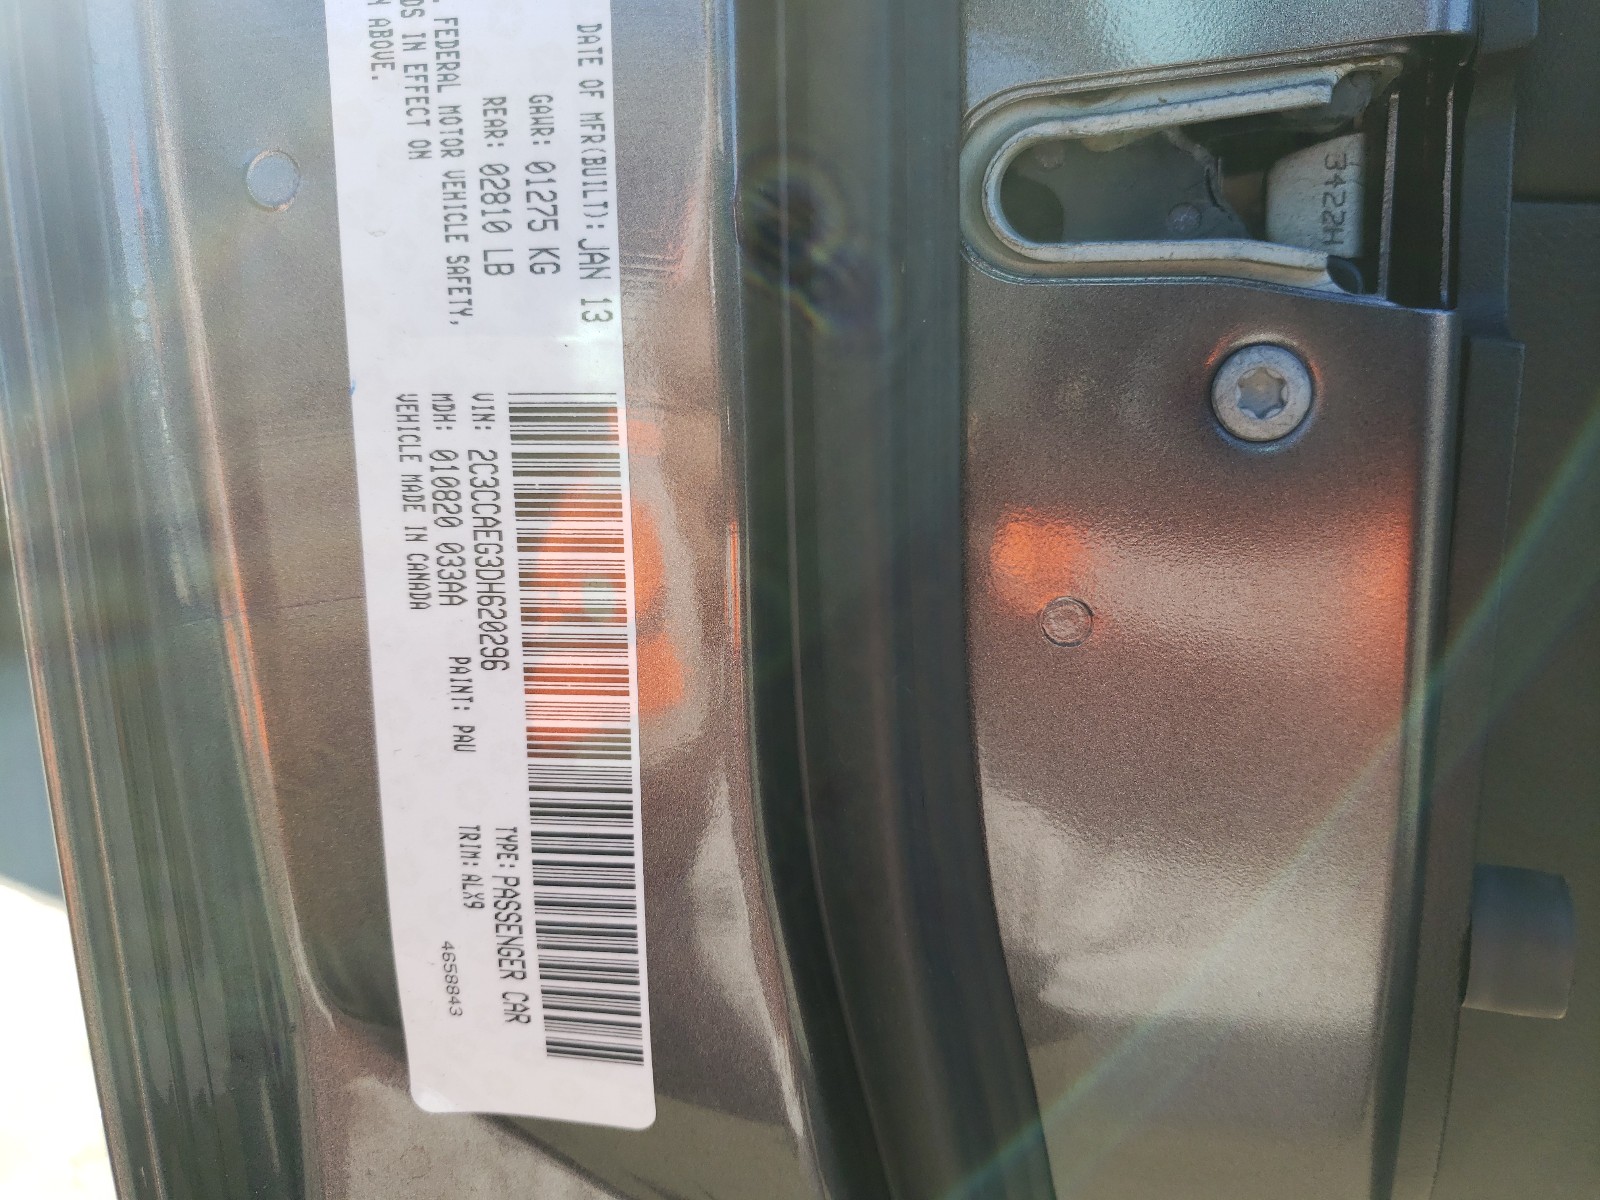 DATE OF MFR(BUILT): JAN 13
GAWR: 01275 KG
REAR: 02810 LB
FEDERAL MOTOR VEHICLE SAFETY,
DS IN EFFECT ON
ABOVE.
VIN: 2C3CCAEG3DH620296
TYPE: PASSENGER CAR
MDH: 010820 033AA
PAINT: PAU
TRIM: ALX9
VEHICLE MADE IN CANADA
4658843
3422H